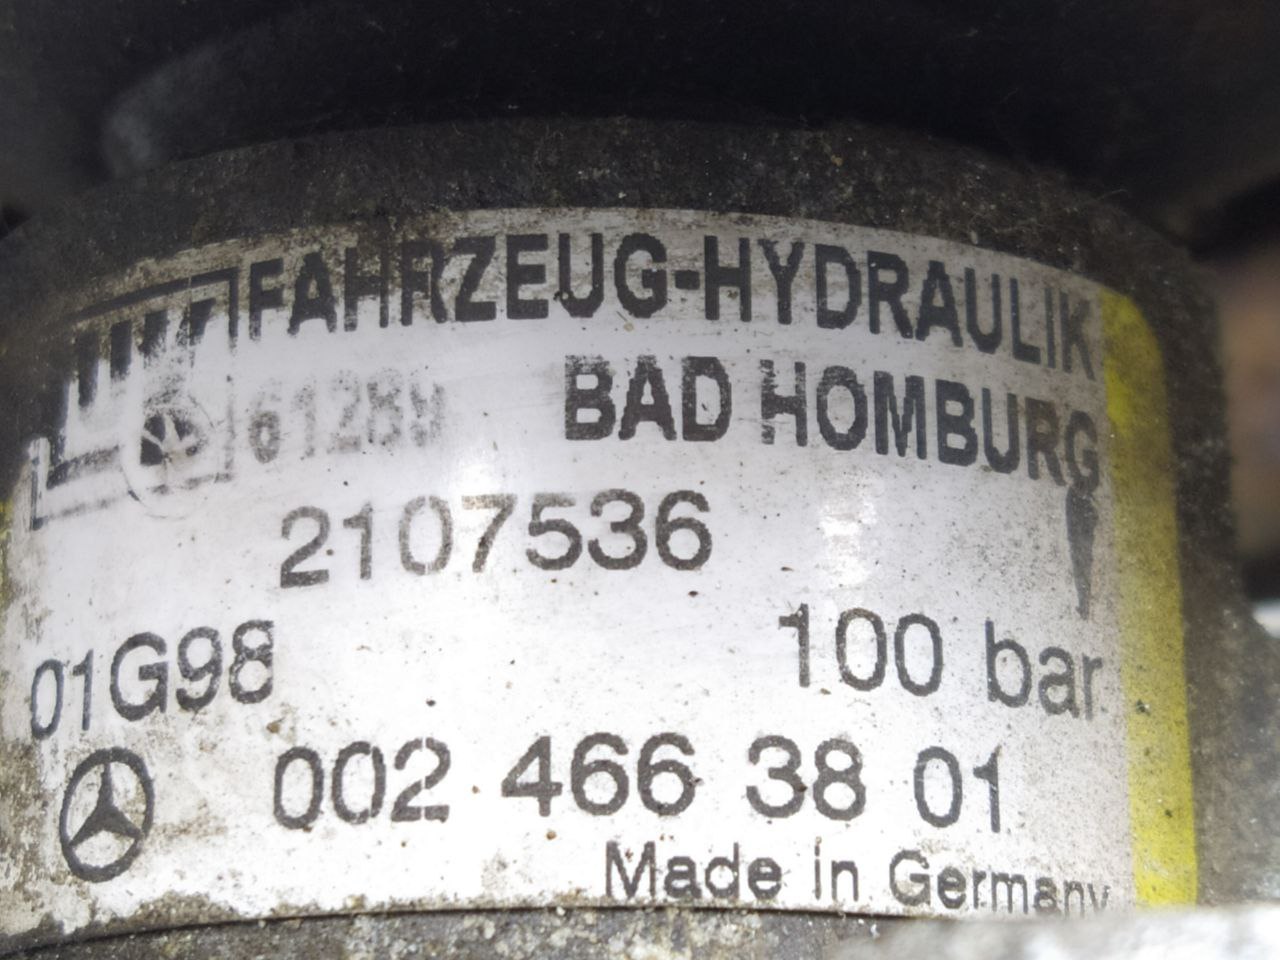 FAHRZEUG-HYDRAULIK
BAD HOMBURG
2107536
01G98 100 bar
002 466 38 01
Made in Germany